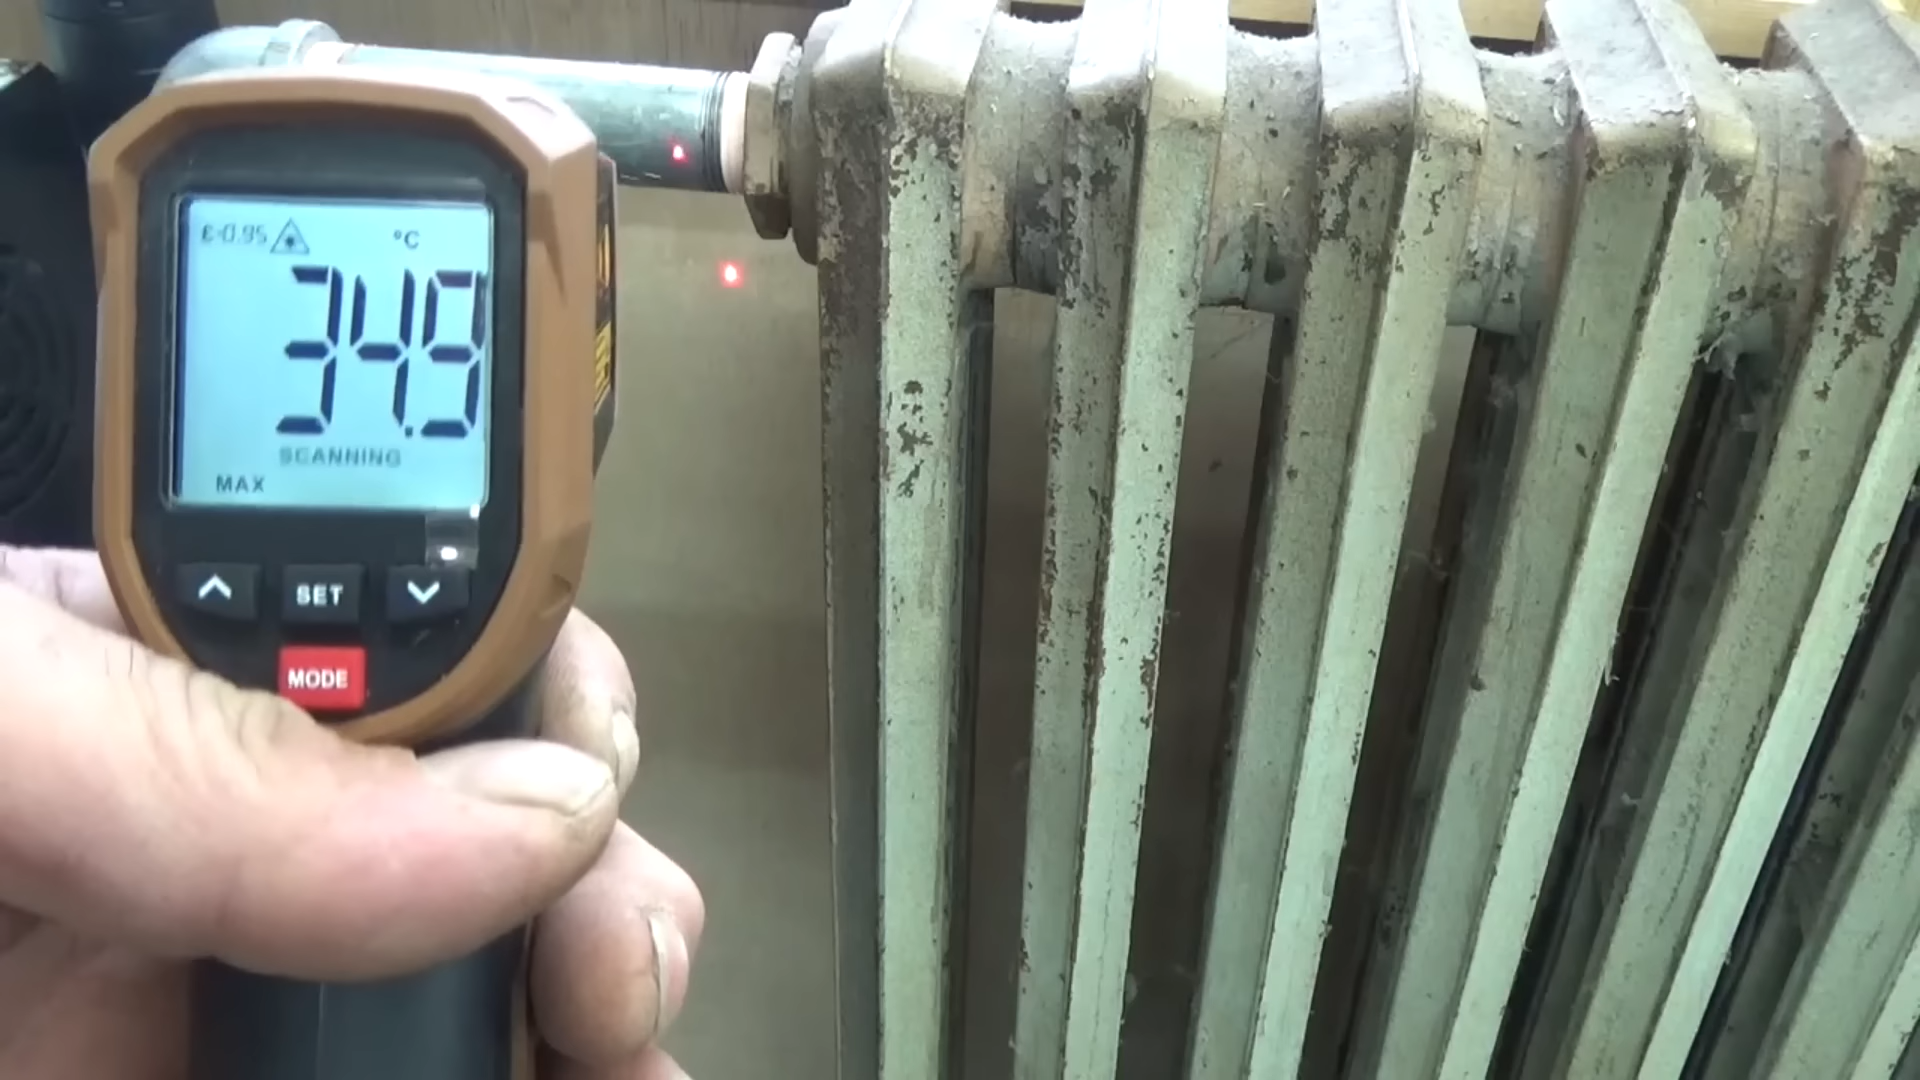 ε-0.95 °C
34.9
SCANNING
MAX
SET
MODE